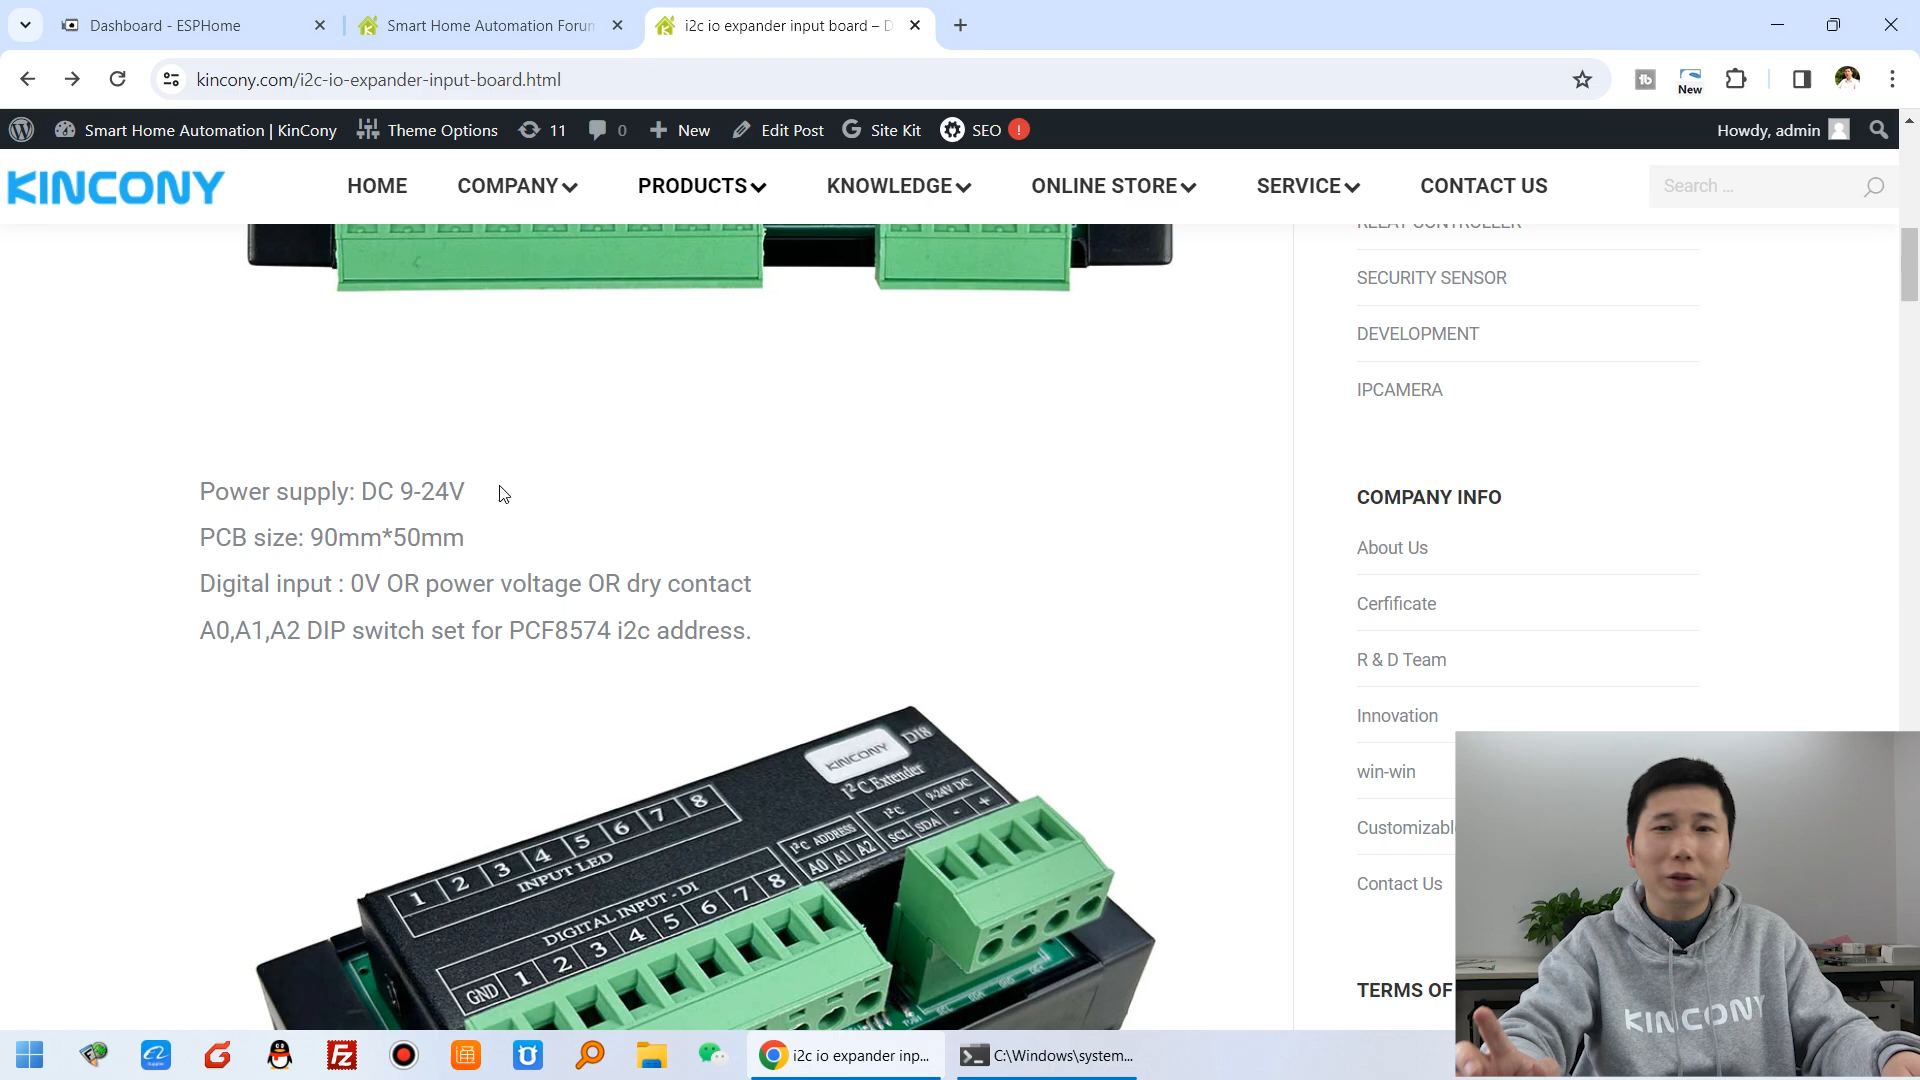 Dashboard - ESPHome
Smart Home Automation Forum
i2c io expander input board – D
kincony.com/i2c-io-expander-input-board.html
New
Smart Home Automation | KinCony
Theme Options
11
0
New
Edit Post
Site Kit
SEO
!
Howdy, admin
KINCONY
HOME
COMPANY
PRODUCTS
KNOWLEDGE
ONLINE STORE
SERVICE
CONTACT US
Search ...
RELAY CONTROLLER
SECURITY SENSOR
DEVELOPMENT
IPCAMERA
Power supply: DC 9-24V
PCB size: 90mm*50mm
Digital input : 0V OR power voltage OR dry contact
A0,A1,A2 DIP switch set for PCF8574 i2c address.
COMPANY INFO
About Us
Cerfificate
R & D Team
Innovation
win-win
Customizabl
Contact Us
TERMS OF
KINCONY DI8
I²C Extender
1 2 3 4 5 6 7 8
INPUT LED
I²C ADDRESS
A0 A1 A2
I²C 9-24V DC
SCL SDA - +
DIGITAL INPUT - DI
GND 1 2 3 4 5 6 7 8
KINCONY
i2c io expander inp...
C:\Windows\system...